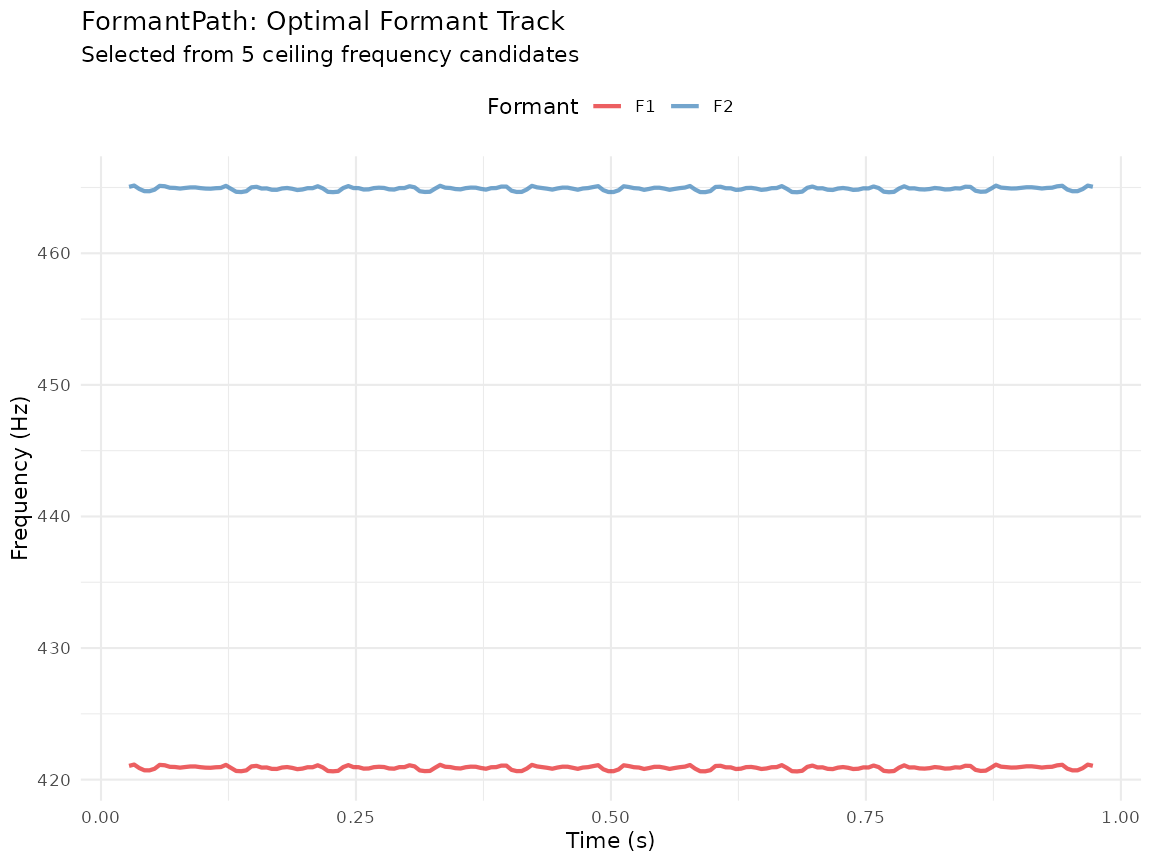 FormantPath: Optimal Formant Track
Selected from 5 ceiling frequency candidates
Formant F1 F2
Frequency (Hz)
460
450
440
430
420
0.00 0.25 0.50 0.75 1.00
Time (s)